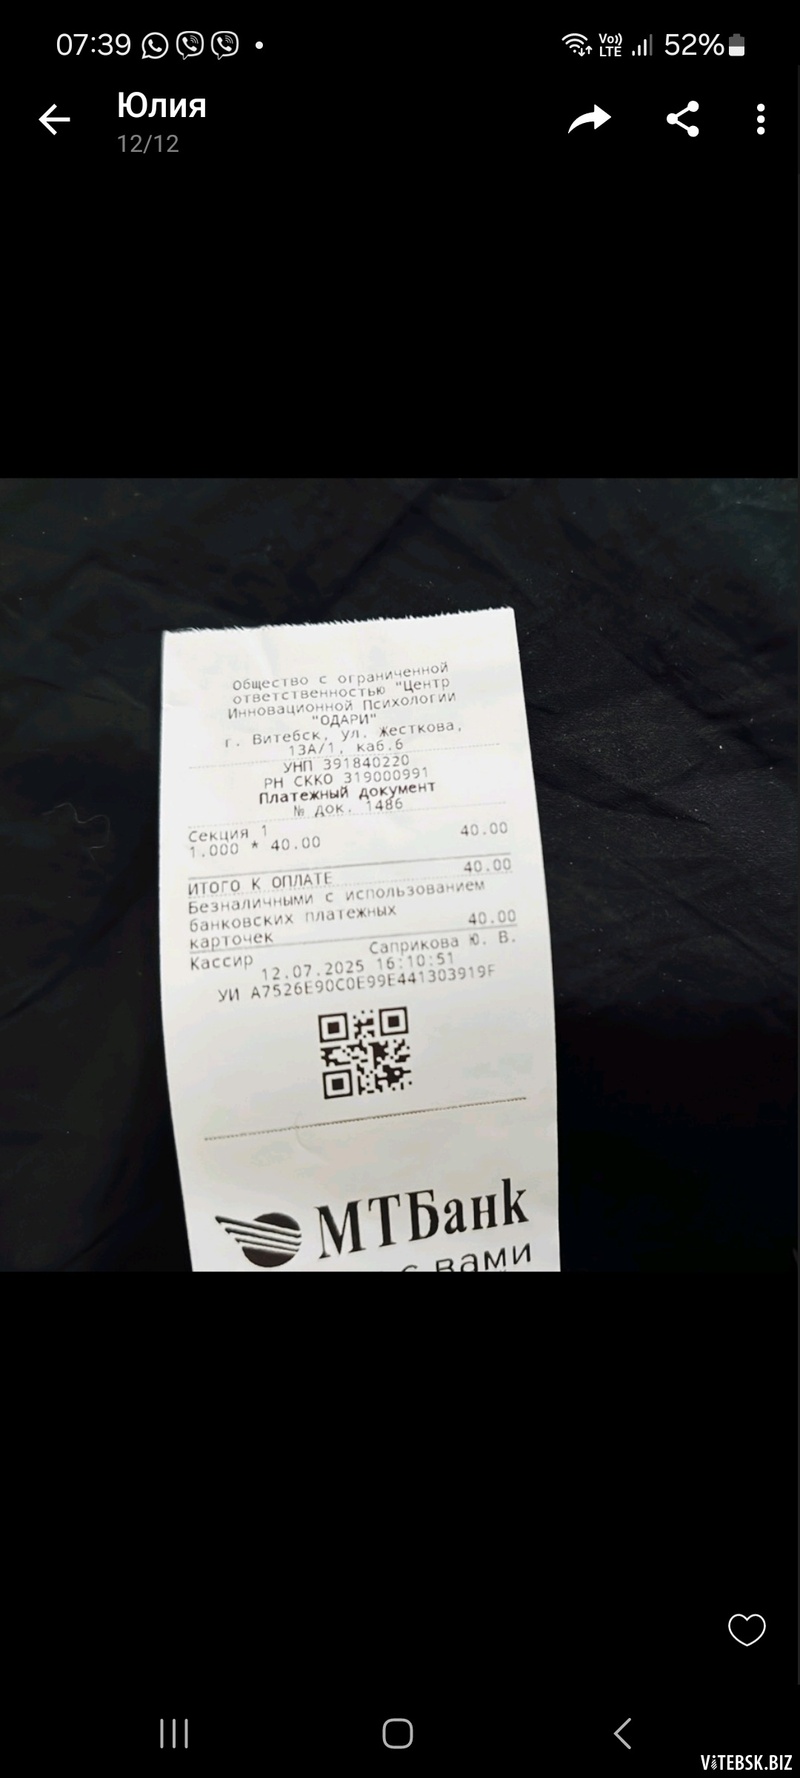 07:39
Vo)) LTE 52%
Юлия
12/12
Общество с ограниченной
ответственностью "Центр
Инновационной Психологии
"ОДАРИ"
г. Витебск, ул. Жесткова,
13А/1, каб.6
УНП 391840220
РН СККО 319000991
Платежный документ
№ док. 1486
Секция 1
1.000 * 40.00 40.00
ИТОГО К ОПЛАТЕ 40.00
Безналичными с использованием
банковских платежных
карточек 40.00
Кассир Саприкова Ю. В.
12.07.2025 16:10:51
УИ A7526E90C0E99E441303919F
МТБанк
с вами
VITEBSK.BIZ